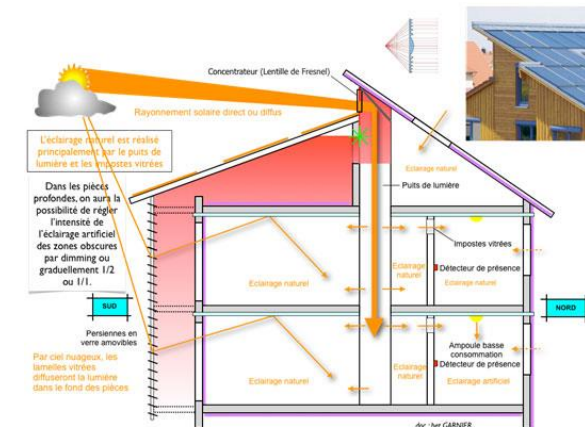 Concentrateur (Lentille de Fresnel)
Rayonnement solaire direct ou diffus
L'éclairage naturel est réalisé
principalement par le puits de
lumière et les impostes vitrées
Eclairage naturel
Dans les pièces
profondes, on aura la
possibilité de régler
l'intensité de
l'éclairage artificiel
des zones obscures
par dimming ou
graduellement 1/2
ou 1/1.
Puits de lumière
Impostes vitrées
Détecteur de présence
Eclairage naturel
Eclairage naturel
Eclairage
naturel
SUD
NORD
Persiennes en
verre amovibles
Par ciel nuageux, les
lamelles vitrées
diffuseront la lumière
dans le fond des pièces
Eclairage naturel
Eclairage
naturel
Ampoule basse
consommation
Détecteur de présence
Eclairage artificiel
doc : bet GARNIER